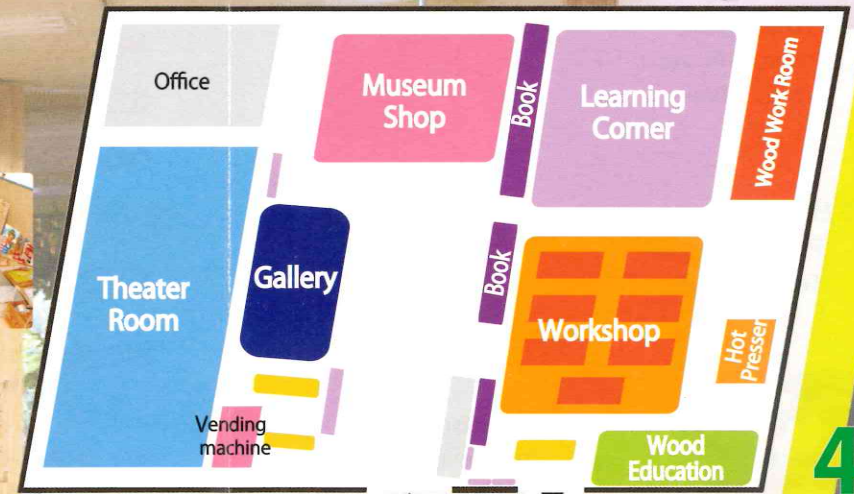 Office
Museum
Shop
Book
Learning
Corner
Wood Work Room
Theater
Room
Gallery
Book
Workshop
Hot
Presser
Vending
machine
Wood
Education
4